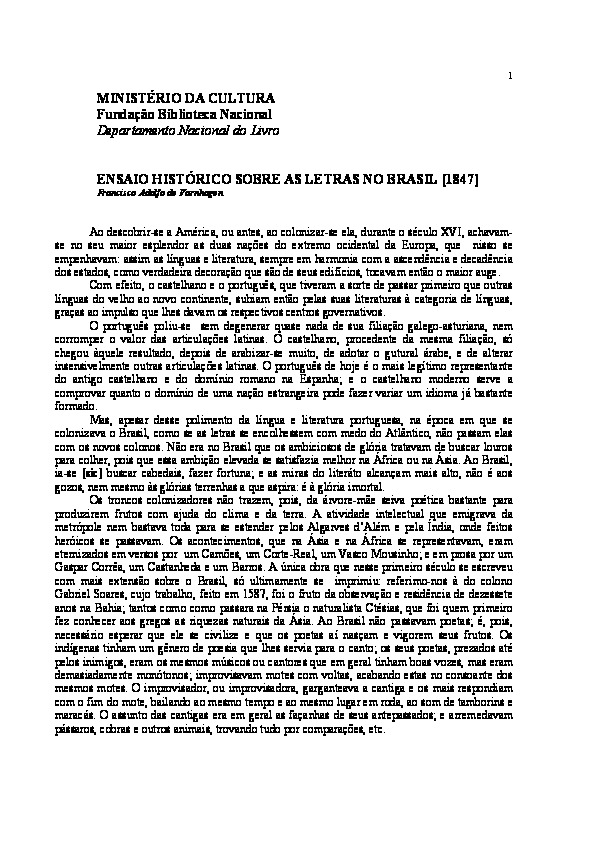 1
MINISTÉRIO DA CULTURA
Fundação Biblioteca Nacional
Departamento Nacional do Livro
ENSAIO HISTÓRICO SOBRE AS LETRAS NO BRASIL [1847]
Francisco Adolfo de Varnhagen
Ao descobrir-se a América, ou antes, ao colonizar-se ela, durante o século XVI, achavam-
se no seu maior esplendor as duas nações do extremo ocidental da Europa, que nisso se
empenhavam: assim as línguas e literatura, sempre em harmonia com a ascendência e decadência
dos estados, como verdadeira decoração que são de seus edifícios, tocavam então o maior auge.
Com efeito, o castelhano e o português, que tiveram a sorte de passar primeiro que outras
línguas do velho ao novo continente, subiam então pelas suas literaturas à categoria de línguas,
graças ao impulso que lhes davam os respectivos centros governativos.
O português poliu-se sem degenerar quase nada de sua filiação galego-asturiana, nem
corromper o valor das articulações latinas. O castelhano, procedente da mesma filiação, só
chegou àquele resultado, depois de arabizar-se muito, de adotar o gutural árabe, e de alterar
insensivelmente outras articulações latinas. O português de hoje é o mais legítimo representante
do antigo castelhano e do domínio romano na Espanha; e o castelhano moderno serve a
comprovar quanto o domínio de uma nação estrangeira pode fazer variar um idioma já bastante
formado.
Mas, apesar desse polimento da língua e literatura portuguesa, na época em que se
colonizava o Brasil, como se as letras se encolhessem com medo do Atlântico, não passam elas
com os novos colonos. Não era no Brasil que os ambiciosos de glória tratavam de buscar louros
para colher, pois que essa ambição elevada se satisfazia melhor na África ou na Ásia. Ao Brasil,
ia-se [sic] buscar cabedais, fazer fortuna; e as miras do literáto alcançam mais alto, não é aos
gozos, nem mesmo às glórias terrenhas a que aspira: é à glória imortal.
Os troncos colonizadores não trazem, pois, da árvore-mãe seiva poética bastante para
produzirem frutos com ajuda do clima e da terra. A atividade intelectual que emigrava da
metrópole nem bastava toda para se estender pelos Algarves d'Além e pela Índia, onde feitos
heróicos se passavam. Os acontecimentos, que na Ásia e na África se representavam, eram
eternizados em versos por um Camões, um Corte-Real, um Vasco Mousinho; e em prosa por um
Gaspar Corrêa, um Castanheda e um Barros. A única obra que nesse primeiro século se escreveu
com mais extensão sobre o Brasil, só ultimamente se imprimiu: referimo-nos à do colono
Gabriel Soares, cujo trabalho, feito em 1587, foi o fruto da observação e residência de dezessete
anos na Bahia; tantos como como passara na Pérsia o naturalista Ctésias, que foi quem primeiro
fez conhecer aos gregos as riquezas naturais da Ásia. Ao Brasil não passavam poetas; é, pois,
necessário esperar que ele se civilize e que os poetas aí nasçam e vigorem seus frutos. Os
indígenas tinham um gênero de poesia que lhes servia para o canto; os seus poetas, prezados até
pelos inimigos, eram os mesmos músicos ou cantores que em geral tinham boas vozes, mas eram
demasiadamente monótonos; improvisavam motes com voltas, acabando estas no consoante dos
mesmos motes. O improvisador, ou improvisadora, garganteava a cantiga e os mais respondiam
com o fim do mote, bailando ao mesmo tempo e ao mesmo lugar em roda, ao som de tamborins e
maracás. O assunto das cantigas era em geral as façanhas de seus antepassados; e arremedavam
pássaros, cobras e outros animais, trovando tudo por comparações, etc.